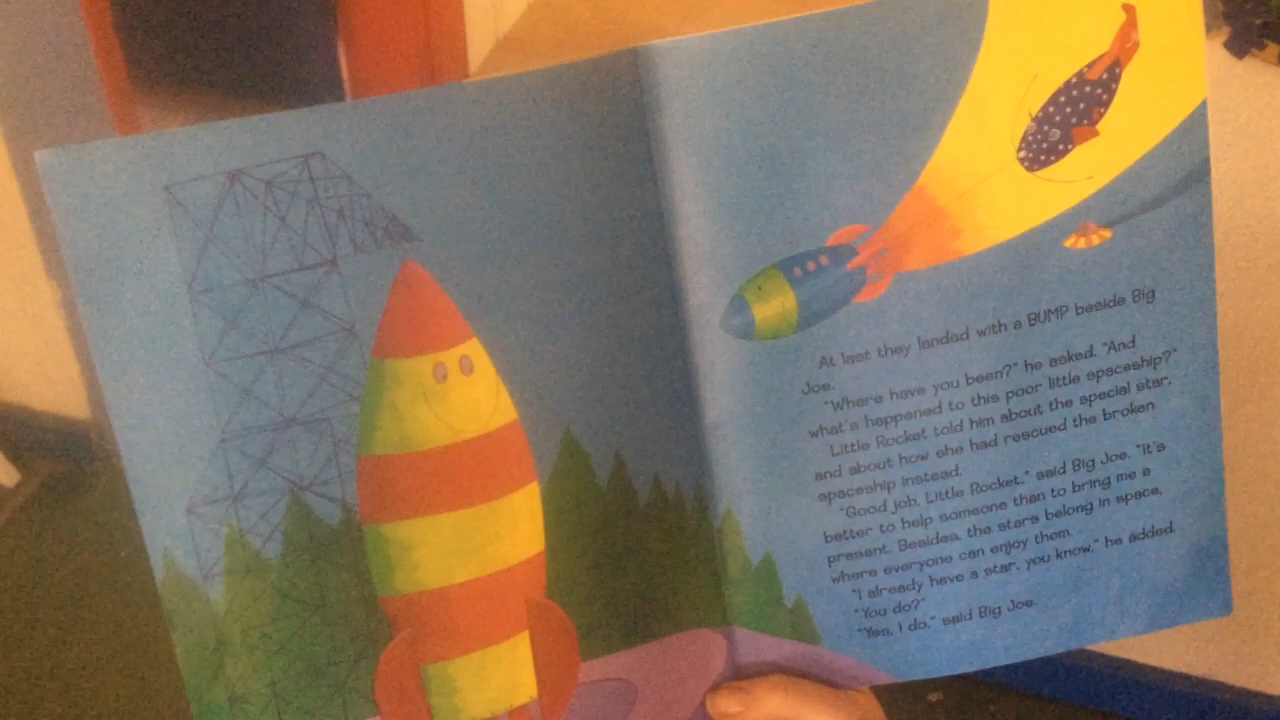 At last they landed with a BUMP beside Big
Joe.
"Where have you been?" he asked. "And
what's happened to this poor little spaceship?"
Little Rocket told him about the special star,
and about how she had rescued the broken
spaceship instead.
"Good job, Little Rocket," said Big Joe. "It's
better to help someone than to bring me a
present. Besides, the stars belong in space,
where everyone can enjoy them.
"I already have a star, you know," he added.
"You do?"
"Yes, I do," said Big Joe.